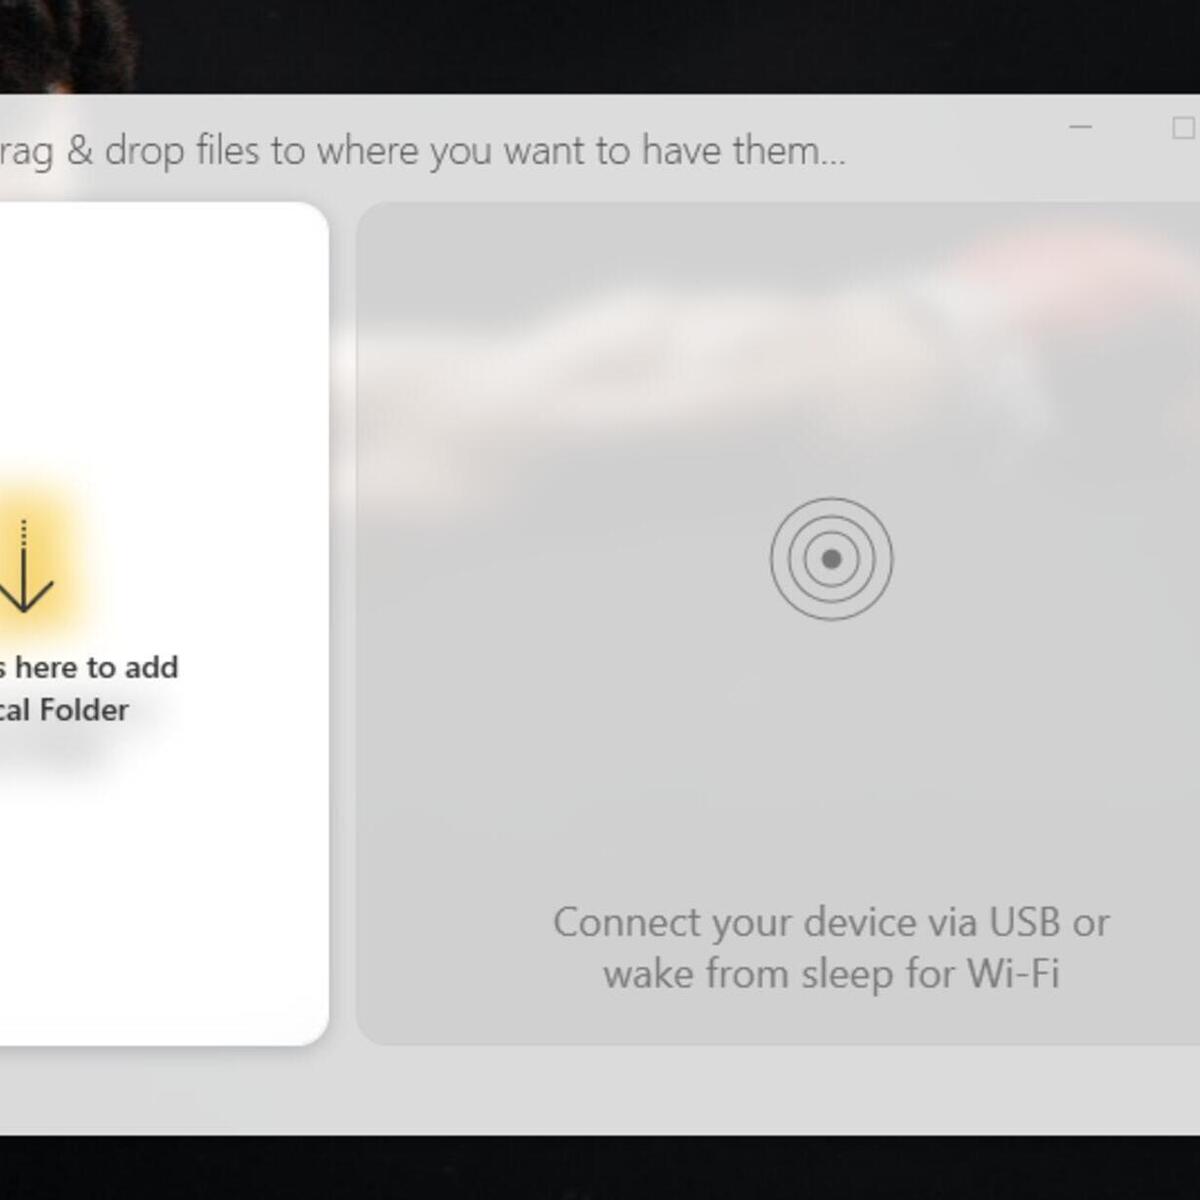 rag & drop files to where you want to have them...
s here to add
cal Folder
Connect your device via USB or
wake from sleep for Wi-Fi